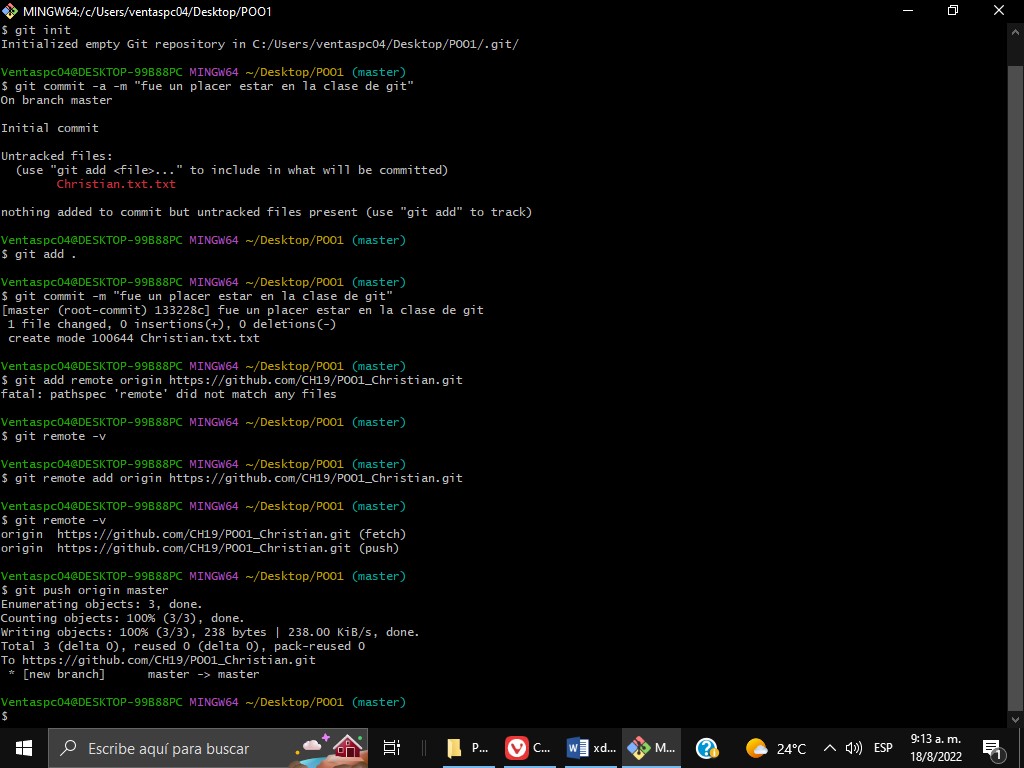 MINGW64:/c/Users/ventaspc04/Desktop/POO1
$ git init
Initialized empty Git repository in C:/Users/ventaspc04/Desktop/POO1/.git/
Ventaspc04@DESKTOP-99B88PC MINGW64 ~/Desktop/POO1 (master)
$ git commit -a -m "fue un placer estar en la clase de git"
On branch master
Initial commit
Untracked files:
(use "git add <file>..." to include in what will be committed)
Christian.txt.txt
nothing added to commit but untracked files present (use "git add" to track)
Ventaspc04@DESKTOP-99B88PC MINGW64 ~/Desktop/POO1 (master)
$ git add .
Ventaspc04@DESKTOP-99B88PC MINGW64 ~/Desktop/POO1 (master)
$ git commit -m "fue un placer estar en la clase de git"
[master (root-commit) 133228c] fue un placer estar en la clase de git
1 file changed, 0 insertions(+), 0 deletions(-)
create mode 100644 Christian.txt.txt
Ventaspc04@DESKTOP-99B88PC MINGW64 ~/Desktop/POO1 (master)
$ git add remote origin https://github.com/CH19/POO1_Christian.git
fatal: pathspec 'remote' did not match any files
Ventaspc04@DESKTOP-99B88PC MINGW64 ~/Desktop/POO1 (master)
$ git remote -v
Ventaspc04@DESKTOP-99B88PC MINGW64 ~/Desktop/POO1 (master)
$ git remote add origin https://github.com/CH19/POO1_Christian.git
Ventaspc04@DESKTOP-99B88PC MINGW64 ~/Desktop/POO1 (master)
$ git remote -v
origin  https://github.com/CH19/POO1_Christian.git (fetch)
origin  https://github.com/CH19/POO1_Christian.git (push)
Ventaspc04@DESKTOP-99B88PC MINGW64 ~/Desktop/POO1 (master)
$ git push origin master
Enumerating objects: 3, done.
Counting objects: 100% (3/3), done.
Writing objects: 100% (3/3), 238 bytes | 238.00 KiB/s, done.
Total 3 (delta 0), reused 0 (delta 0), pack-reused 0
To https://github.com/CH19/POO1_Christian.git
* [new branch]      master -> master
Ventaspc04@DESKTOP-99B88PC MINGW64 ~/Desktop/POO1 (master)
$
Escribe aquí para buscar
P...
C...
xd...
M...
24°C
ESP
9:13 a. m.
18/8/2022
1